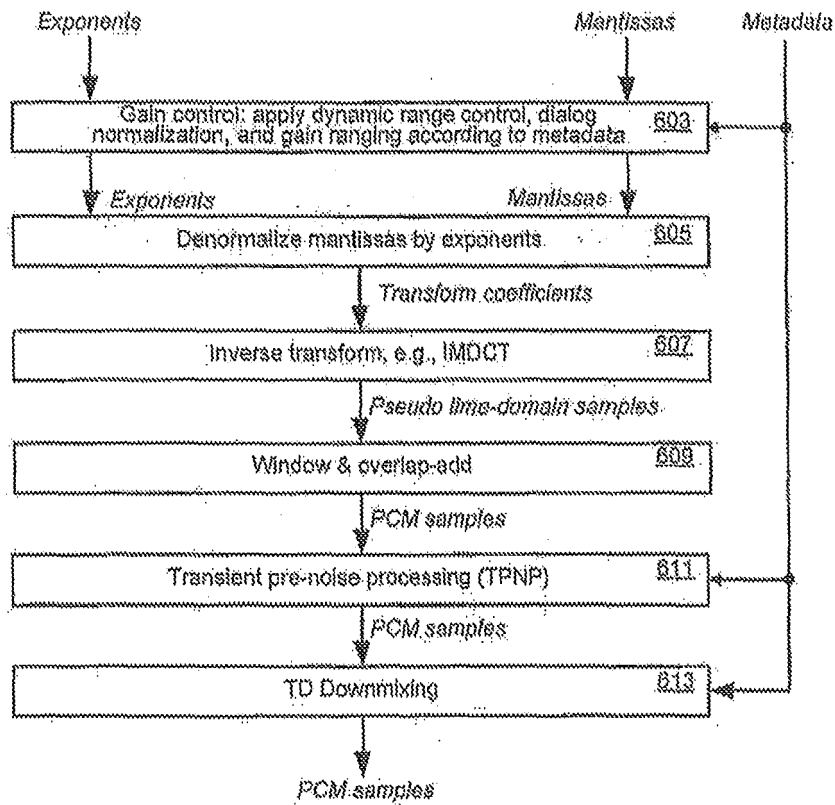 Exponents
Mantissas
Metadata
Gain control: apply dynamic range control, dialog
normalization, and gain ranging according to metadata
603
Exponents
Mantissas
Denormalize mantissas by exponents
605
Transform coefficients
Inverse transform, e.g., IMDCT
607
Pseudo time-domain samples
Window & overlap-add
609
PCM samples
Transient pre-noise processing (TPNP)
611
PCM samples
TD Downmixing
613
PCM samples